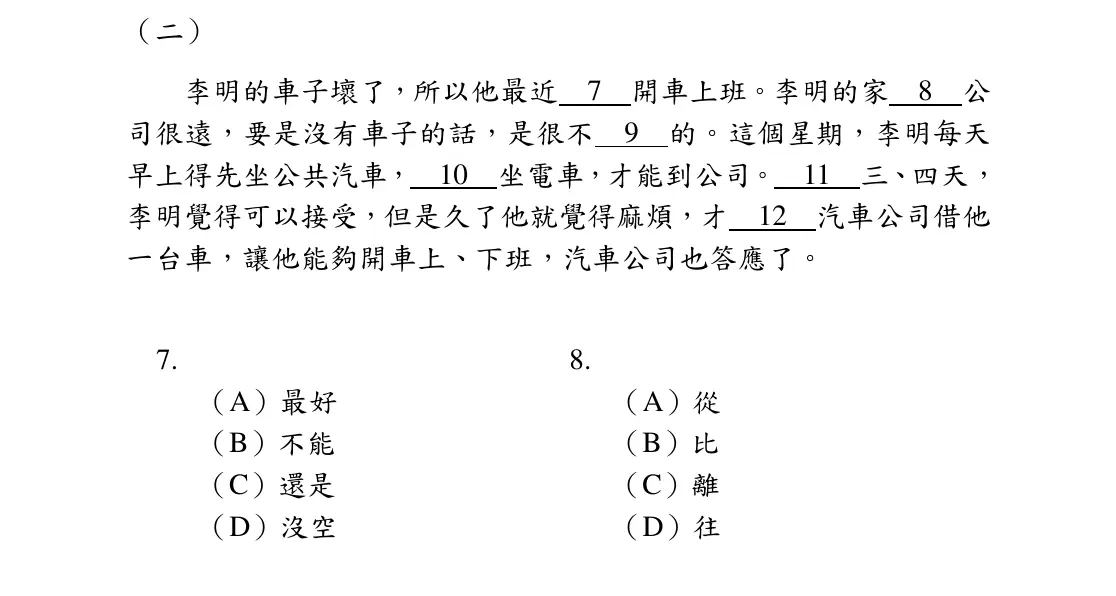 （二）
李明的車子壞了，所以他最近 7 開車上班。李明的家 8 公
司很遠，要是沒有車子的話，是很不 9 的。這個星期，李明每天
早上得先坐公共汽車， 10 坐電車，才能到公司。 11 三、四天，
李明覺得可以接受，但是久了他就覺得麻煩，才 12 汽車公司借他
一台車，讓他能夠開車上、下班，汽車公司也答應了。
7. 8.
（A）最好 （A）從
（B）不能 （B）比
（C）還是 （C）離
（D）沒空 （D）往